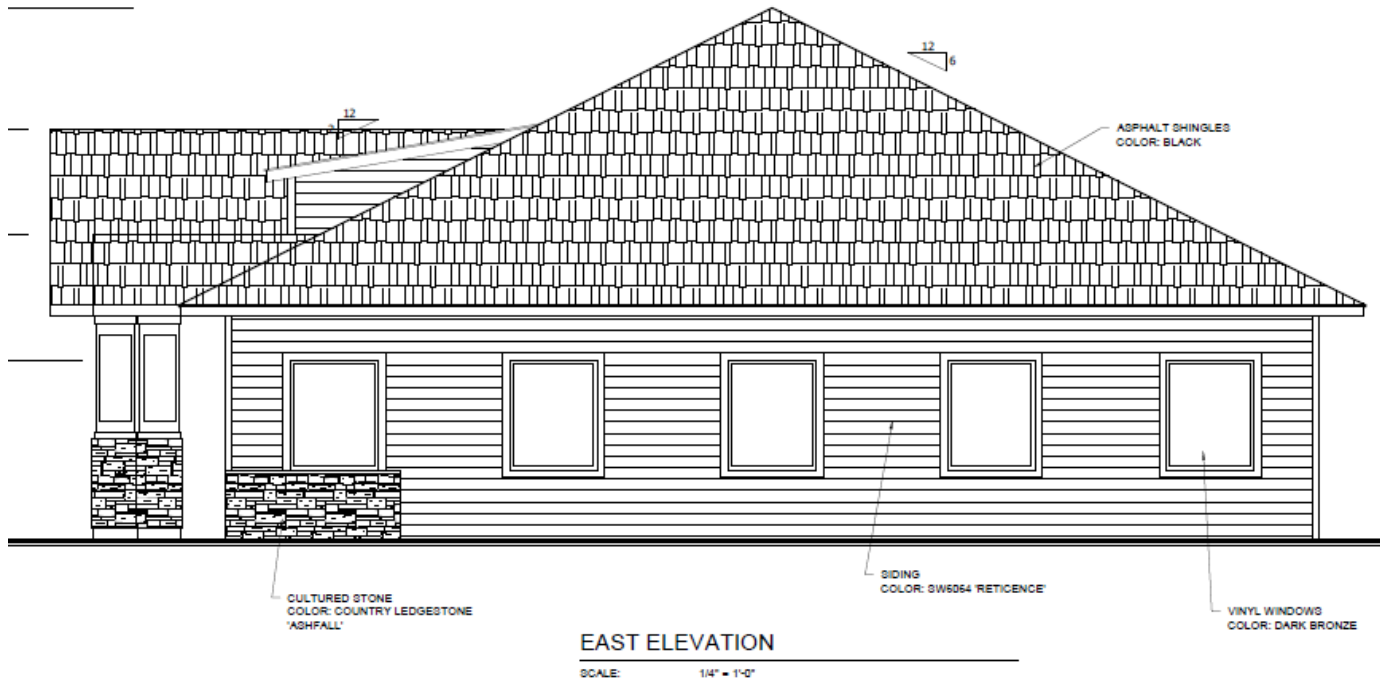 12
6
12
ASPHALT SHINGLES
COLOR: BLACK
SIDING
COLOR: SW6064 'RETICENCE'
CULTURED STONE
COLOR: COUNTRY LEDGESTONE
'ASHFALL'
VINYL WINDOWS
COLOR: DARK BRONZE
EAST ELEVATION
SCALE: 1/4" = 1'-0"